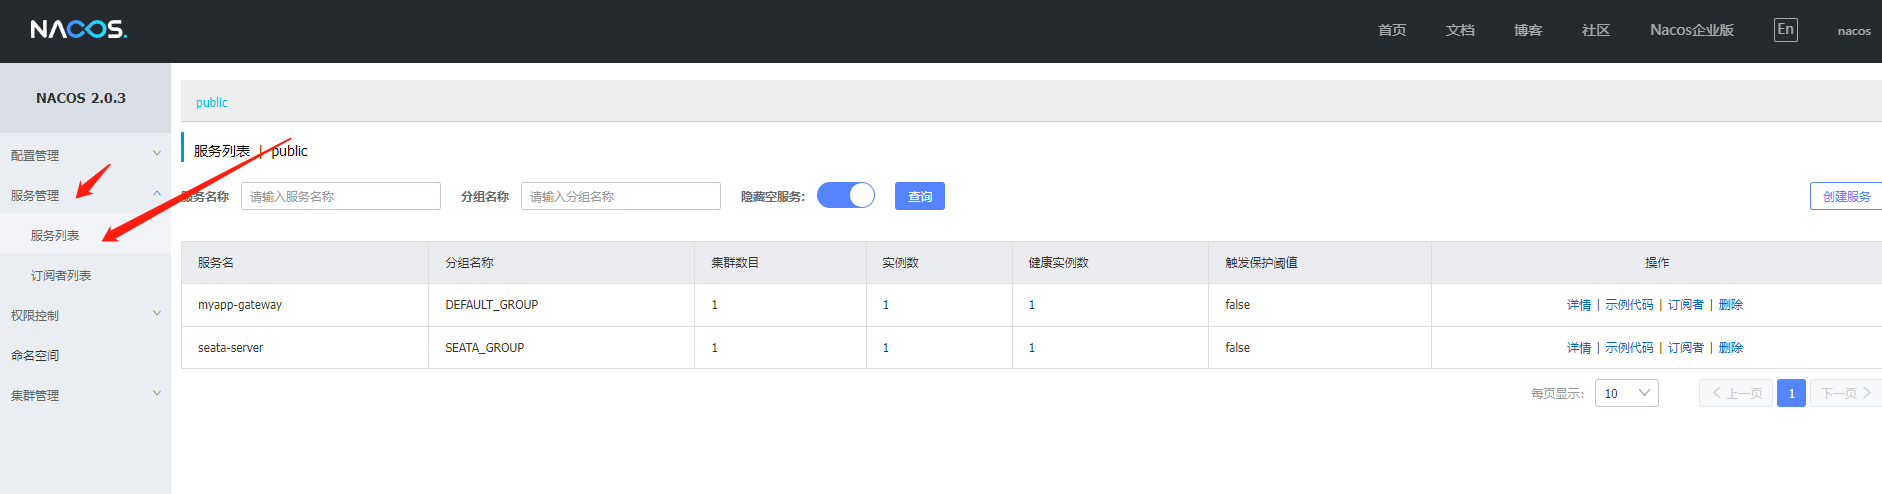 NACOS. 首页 文档 博客 社区 Nacos企业版 En nacos
NACOS 2.0.3
配置管理
服务管理
服务列表
订阅者列表
权限控制
命名空间
集群管理
public
服务列表 | public
服务名称 请输入服务名称 分组名称 请输入分组名称 隐藏空服务: 查询 创建服务
服务名 分组名称 集群数目 实例数 健康实例数 触发保护阈值 操作
myapp-gateway DEFAULT_GROUP 1 1 1 false 详情 | 示例代码 | 订阅者 | 删除
seata-server SEATA_GROUP 1 1 1 false 详情 | 示例代码 | 订阅者 | 删除
每页显示: 10 上一页 1 下一页